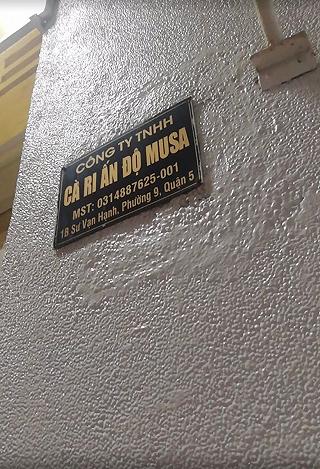 CÔNG TY TNHH
CÀ RI ẤN ĐỘ MUSA
MST: 0314887625-001
18 Sư Vạn Hạnh, Phường 9, Quận 5